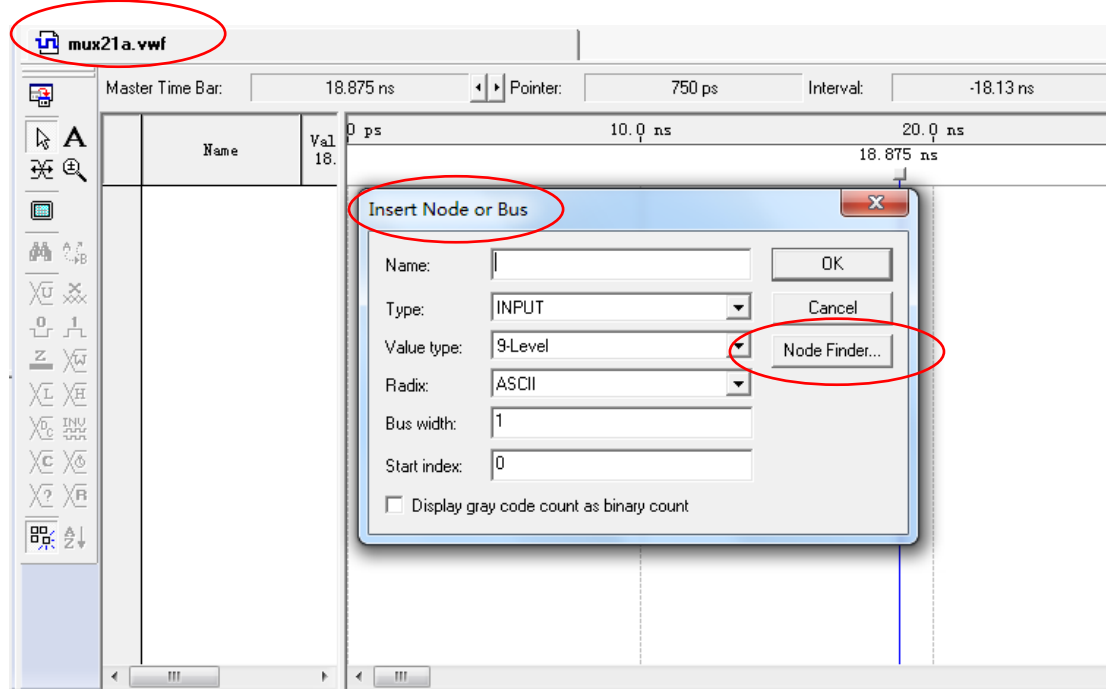 mux21a.vwf
Master Time Bar: 18.875 ns Pointer: 750 ps Interval: -18.13 ns
Name Val 18. 0 ps 10.0 ns 20.0 ns
18.875 ns
Insert Node or Bus
Name: OK
Type: INPUT Cancel
Value type: 9-Level Node Finder...
Radix: ASCII
Bus width: 1
Start index: 0
Display gray code count as binary count